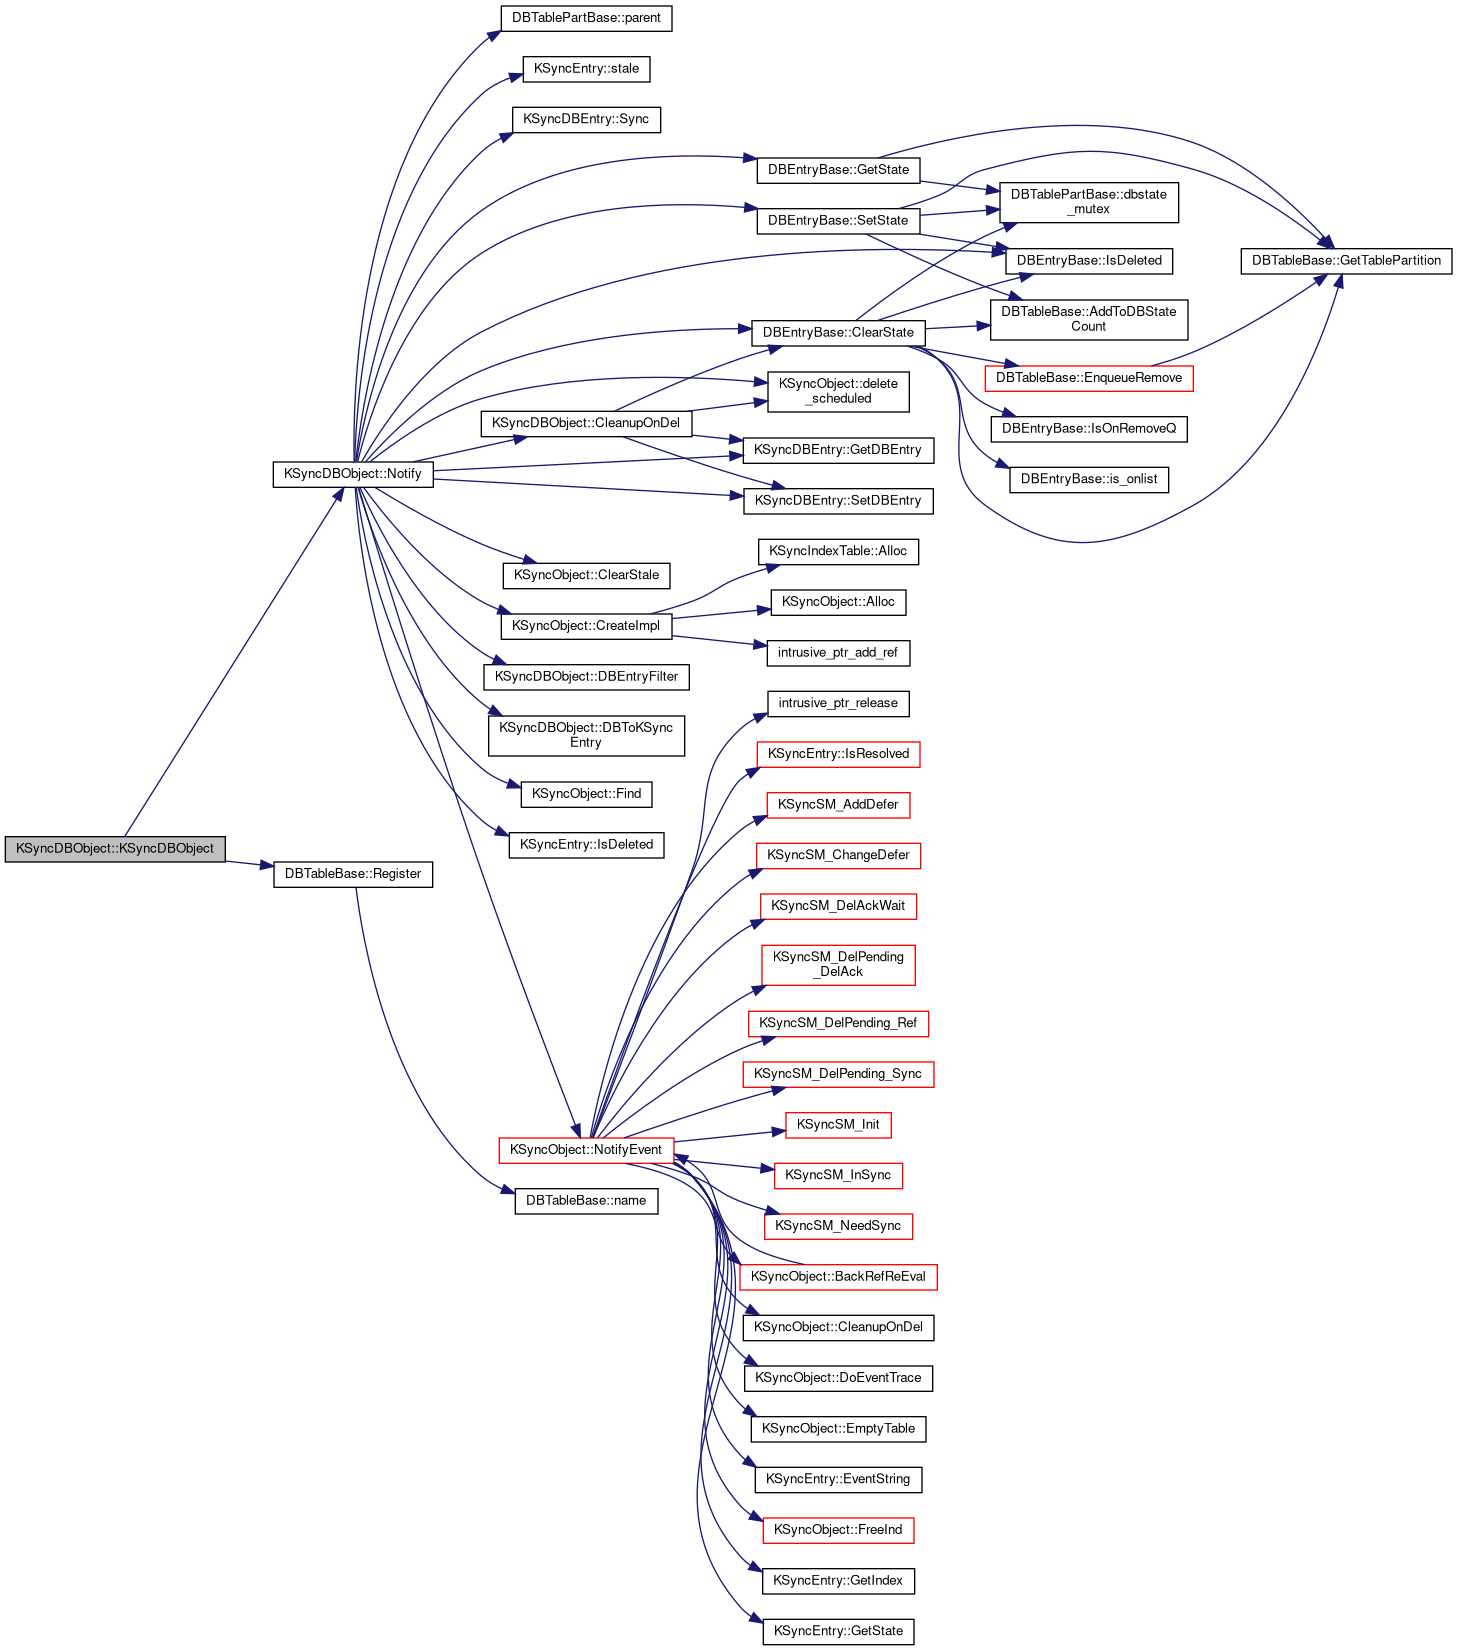 DBTablePartBase::parent
KSyncEntry::stale
KSyncDBEntry::Sync
DBEntryBase::GetState
DBTablePartBase::dbstate
_mutex
DBEntryBase::SetState
DBEntryBase::IsDeleted
DBTableBase::GetTablePartition
DBTableBase::AddToDBState
Count
DBEntryBase::ClearState
DBTableBase::EnqueueRemove
KSyncObject::delete
_scheduled
KSyncDBObject::CleanupOnDel
DBEntryBase::IsOnRemoveQ
KSyncDBEntry::GetDBEntry
KSyncDBObject::Notify
DBEntryBase::is_onlist
KSyncDBEntry::SetDBEntry
KSyncIndexTable::Alloc
KSyncObject::ClearStale
KSyncObject::Alloc
KSyncObject::CreateImpl
intrusive_ptr_add_ref
KSyncDBObject::DBEntryFilter
intrusive_ptr_release
KSyncDBObject::DBToKSync
Entry
KSyncEntry::IsResolved
KSyncObject::Find
KSyncSM_AddDefer
KSyncEntry::IsDeleted
KSyncDBObject::KSyncDBObject
KSyncSM_ChangeDefer
DBTableBase::Register
KSyncSM_DelAckWait
KSyncSM_DelPending
_DelAck
KSyncSM_DelPending_Ref
KSyncSM_DelPending_Sync
KSyncSM_Init
KSyncObject::NotifyEvent
KSyncSM_InSync
DBTableBase::name
KSyncSM_NeedSync
KSyncObject::BackRefReEval
KSyncObject::CleanupOnDel
KSyncObject::DoEventTrace
KSyncObject::EmptyTable
KSyncEntry::EventString
KSyncObject::FreeInd
KSyncEntry::GetIndex
KSyncEntry::GetState